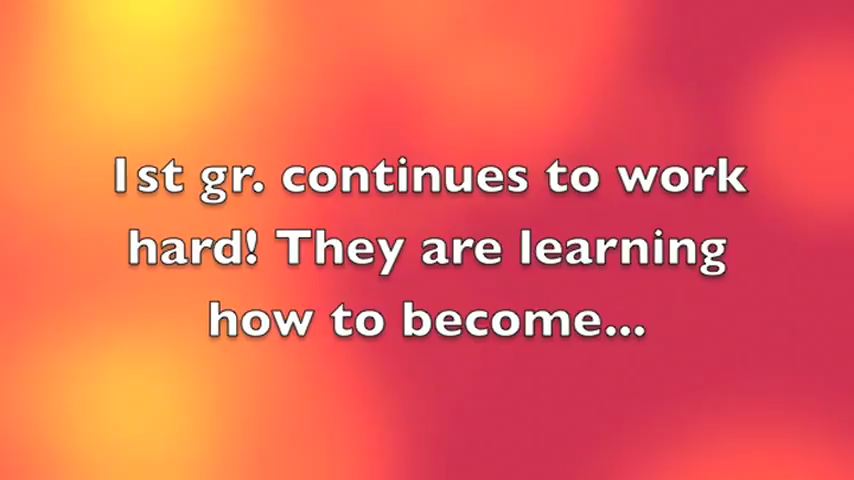 1st gr. continues to work
hard! They are learning
how to become...